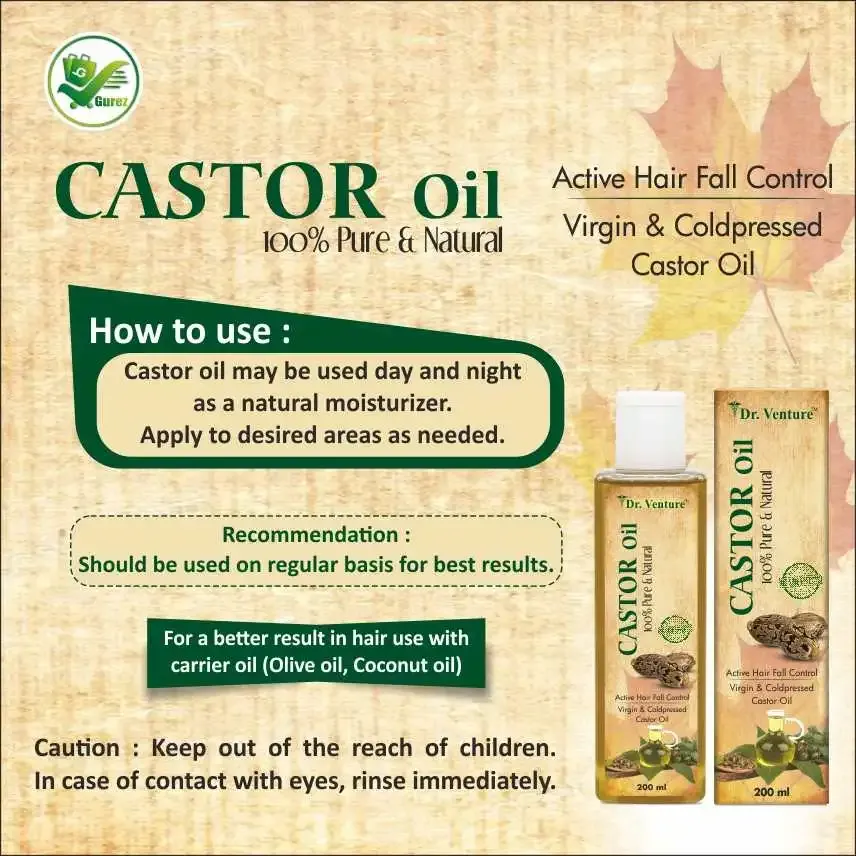 Gurez
CASTOR Oil
100% Pure & Natural
Active Hair Fall Control
Virgin & Coldpressed
Castor Oil
How to use :
Castor oil may be used day and night
as a natural moisturizer.
Apply to desired areas as needed.
Recommendation :
Should be used on regular basis for best results.
For a better result in hair use with
carrier oil (Olive oil, Coconut oil)
Caution : Keep out of the reach of children.
In case of contact with eyes, rinse immediately.
Dr. Venture
CASTOR Oil
100% Pure & Natural
Active Hair Fall Control
Virgin & Coldpressed
Castor Oil
200 ml
Dr. Venture™
CASTOR Oil
100% Pure & Natural
Active Hair Fall Control
Virgin & Coldpressed
Castor Oil
200 ml